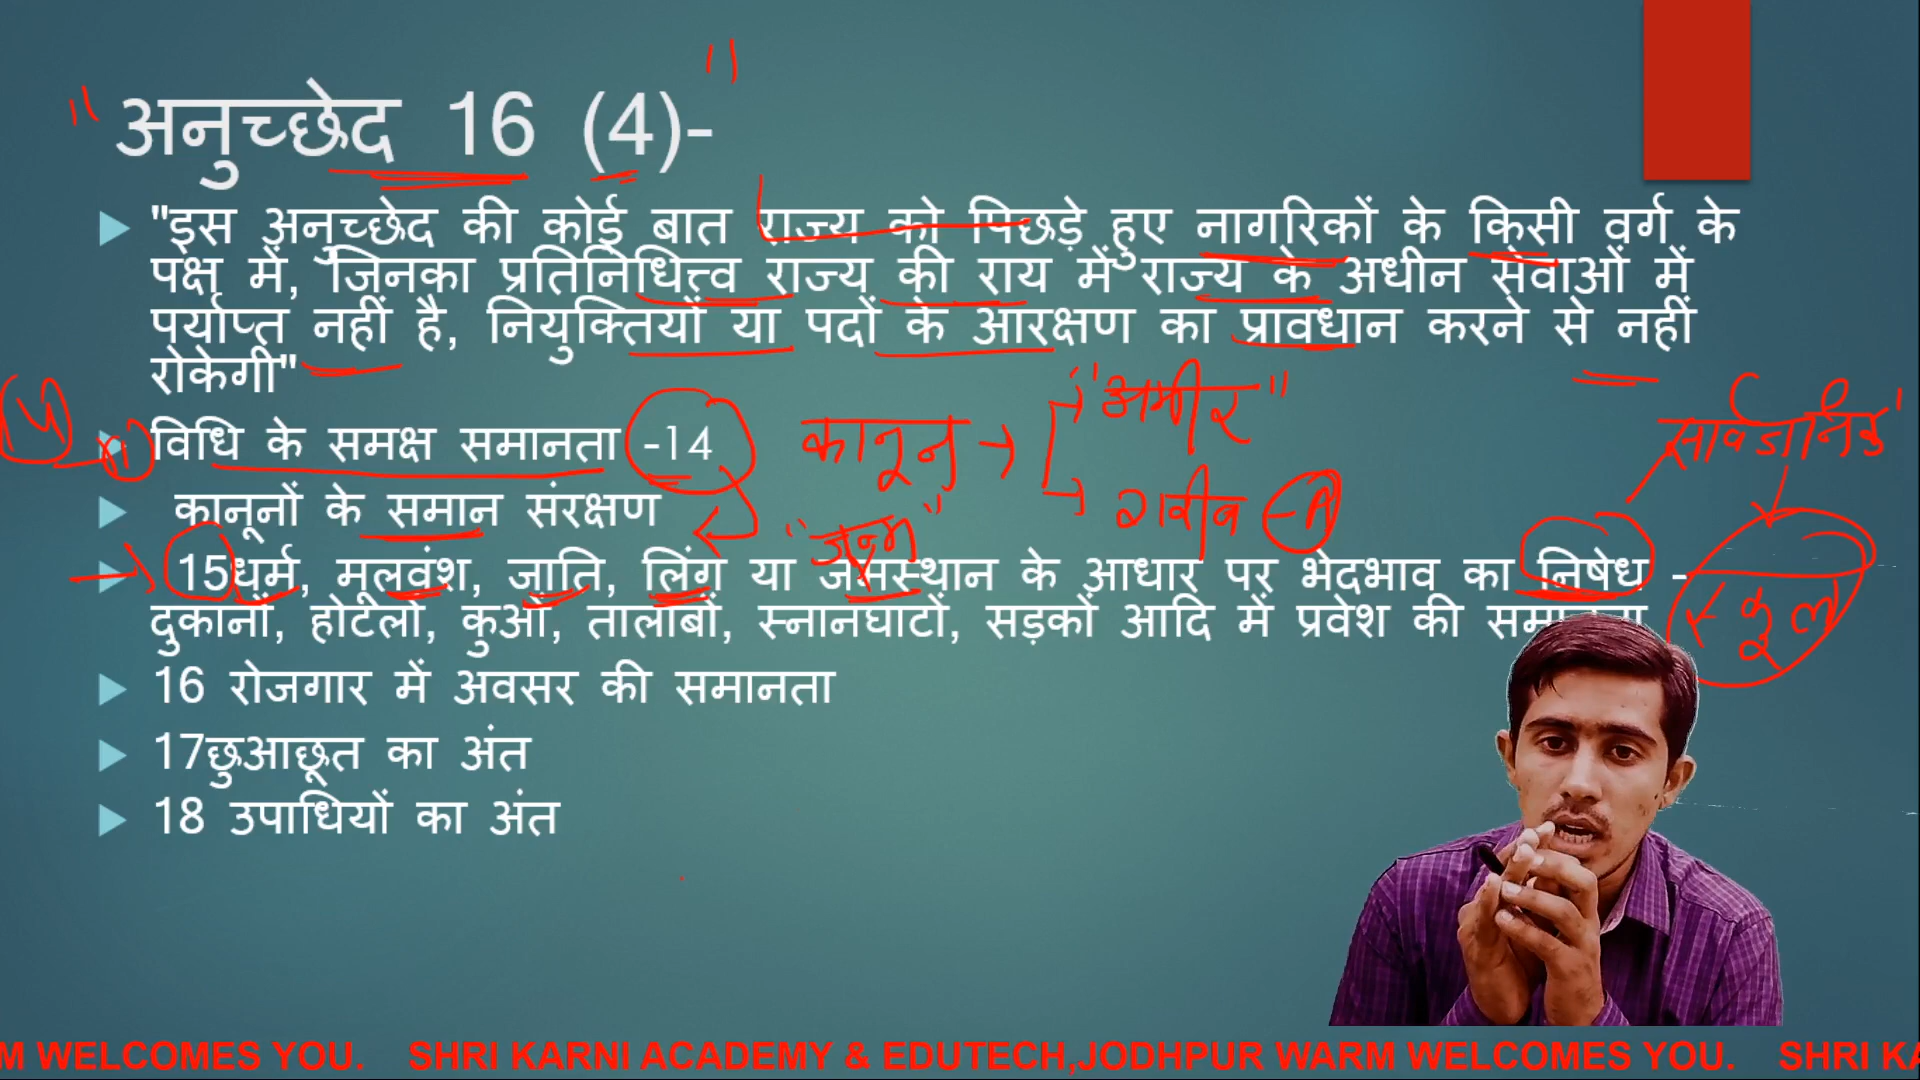 "अनुच्छेद 16 (4)-"
"इस अनुच्छेद की कोई बात राज्य को पिछड़े हुए नागरिकों के किसी वर्ग के
पक्ष में, जिनका प्रतिनिधित्त्व राज्य की राय में राज्य के अधीन सेवाओं में
पर्याप्त नहीं है, नियुक्तियों या पदों के आरक्षण का प्रावधान करने से नहीं
रोकेगी"
विधि के समक्ष समानता -14
कानून → "अमीर"
→ गरीब
सार्वजनिक
कानूनों के समान संरक्षण
"जन्म"
15धर्म, मूलवंश, जाति, लिंग या जन्मस्थान के आधार पर भेदभाव का निषेध -
दुकानों, होटलों, कुओं, तालाबों, स्नानघाटों, सड़कों आदि में प्रवेश की समानता
स्कूल
16 रोजगार में अवसर की समानता
17छुआछूत का अंत
18 उपाधियों का अंत
M WELCOMES YOU. SHRI KARNI ACADEMY & EDUTECH,JODHPUR WARM WELCOMES YOU. SHRI KA